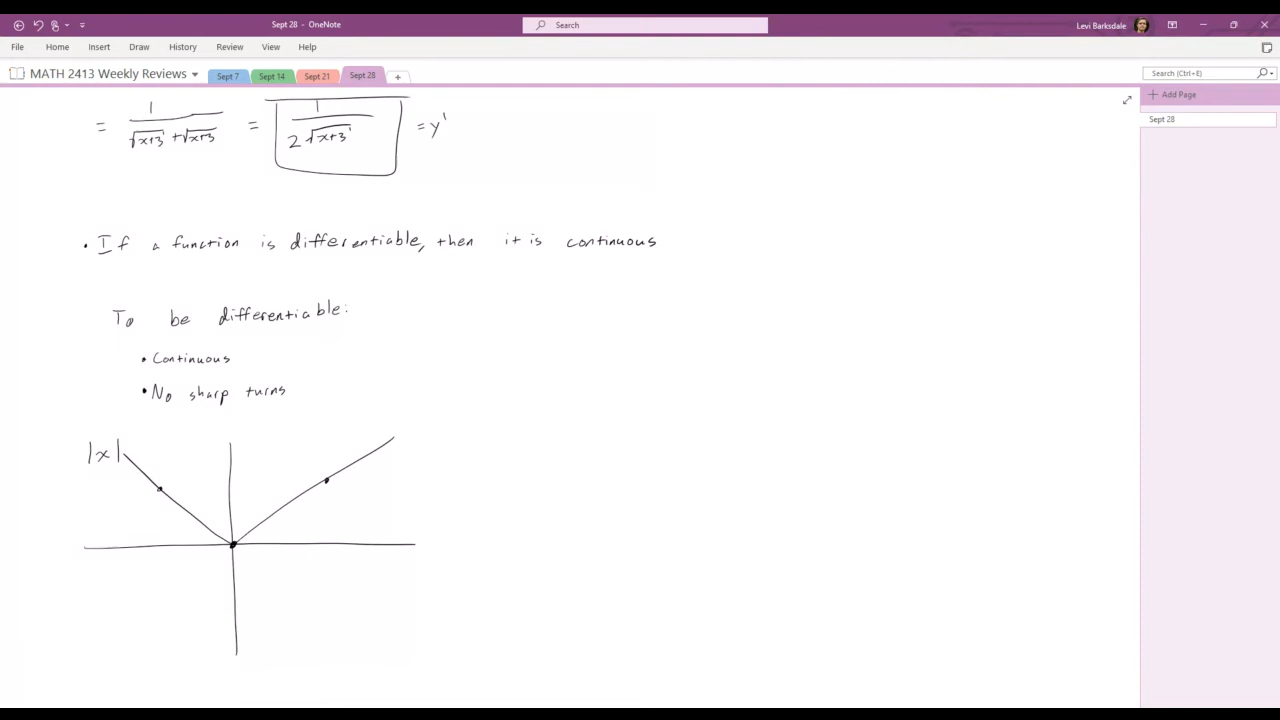 Sept 28 - OneNote
Search
Levi Barksdale
File Home Insert Draw History Review View Help
MATH 2413 Weekly Reviews
Sept 7
Sept 14
Sept 21
Sept 28
+
Search (Ctrl+E)
Add Page
Sept 28
= 1/(√x+3 + √x+3) = 1/(2√x+3) = y'
• If a function is differentiable, then it is continuous
To be differentiable:
• Continuous
• No sharp turns
|x|